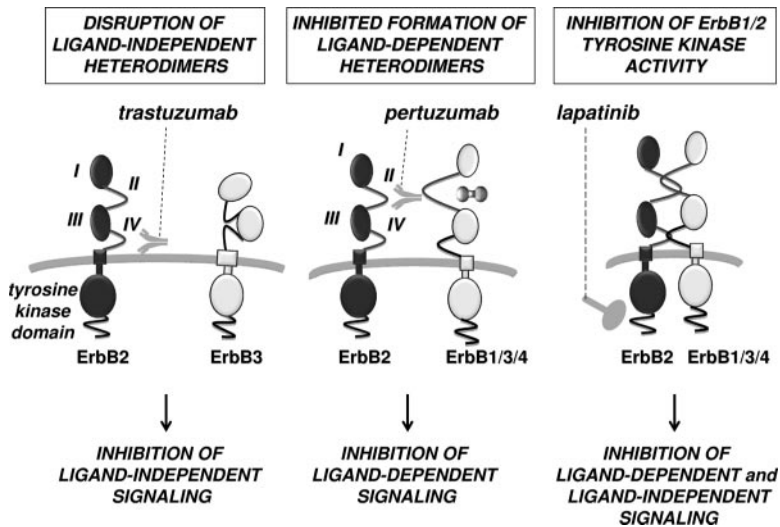 DISRUPTION OF
LIGAND-INDEPENDENT
HETERODIMERS
trastuzumab
I
II
III
IV
tyrosine
kinase
domain
ErbB2
ErbB3
INHIBITION OF
LIGAND-INDEPENDENT
SIGNALING
INHIBITED FORMATION OF
LIGAND-DEPENDENT
HETERODIMERS
pertuzumab
I
II
III
IV
ErbB2
ErbB1/3/4
INHIBITION OF
LIGAND-DEPENDENT
SIGNALING
INHIBITION OF ErbB1/2
TYROSINE KINASE
ACTIVITY
lapatinib
ErbB2
ErbB1/3/4
INHIBITION OF
LIGAND-DEPENDENT and
LIGAND-INDEPENDENT
SIGNALING